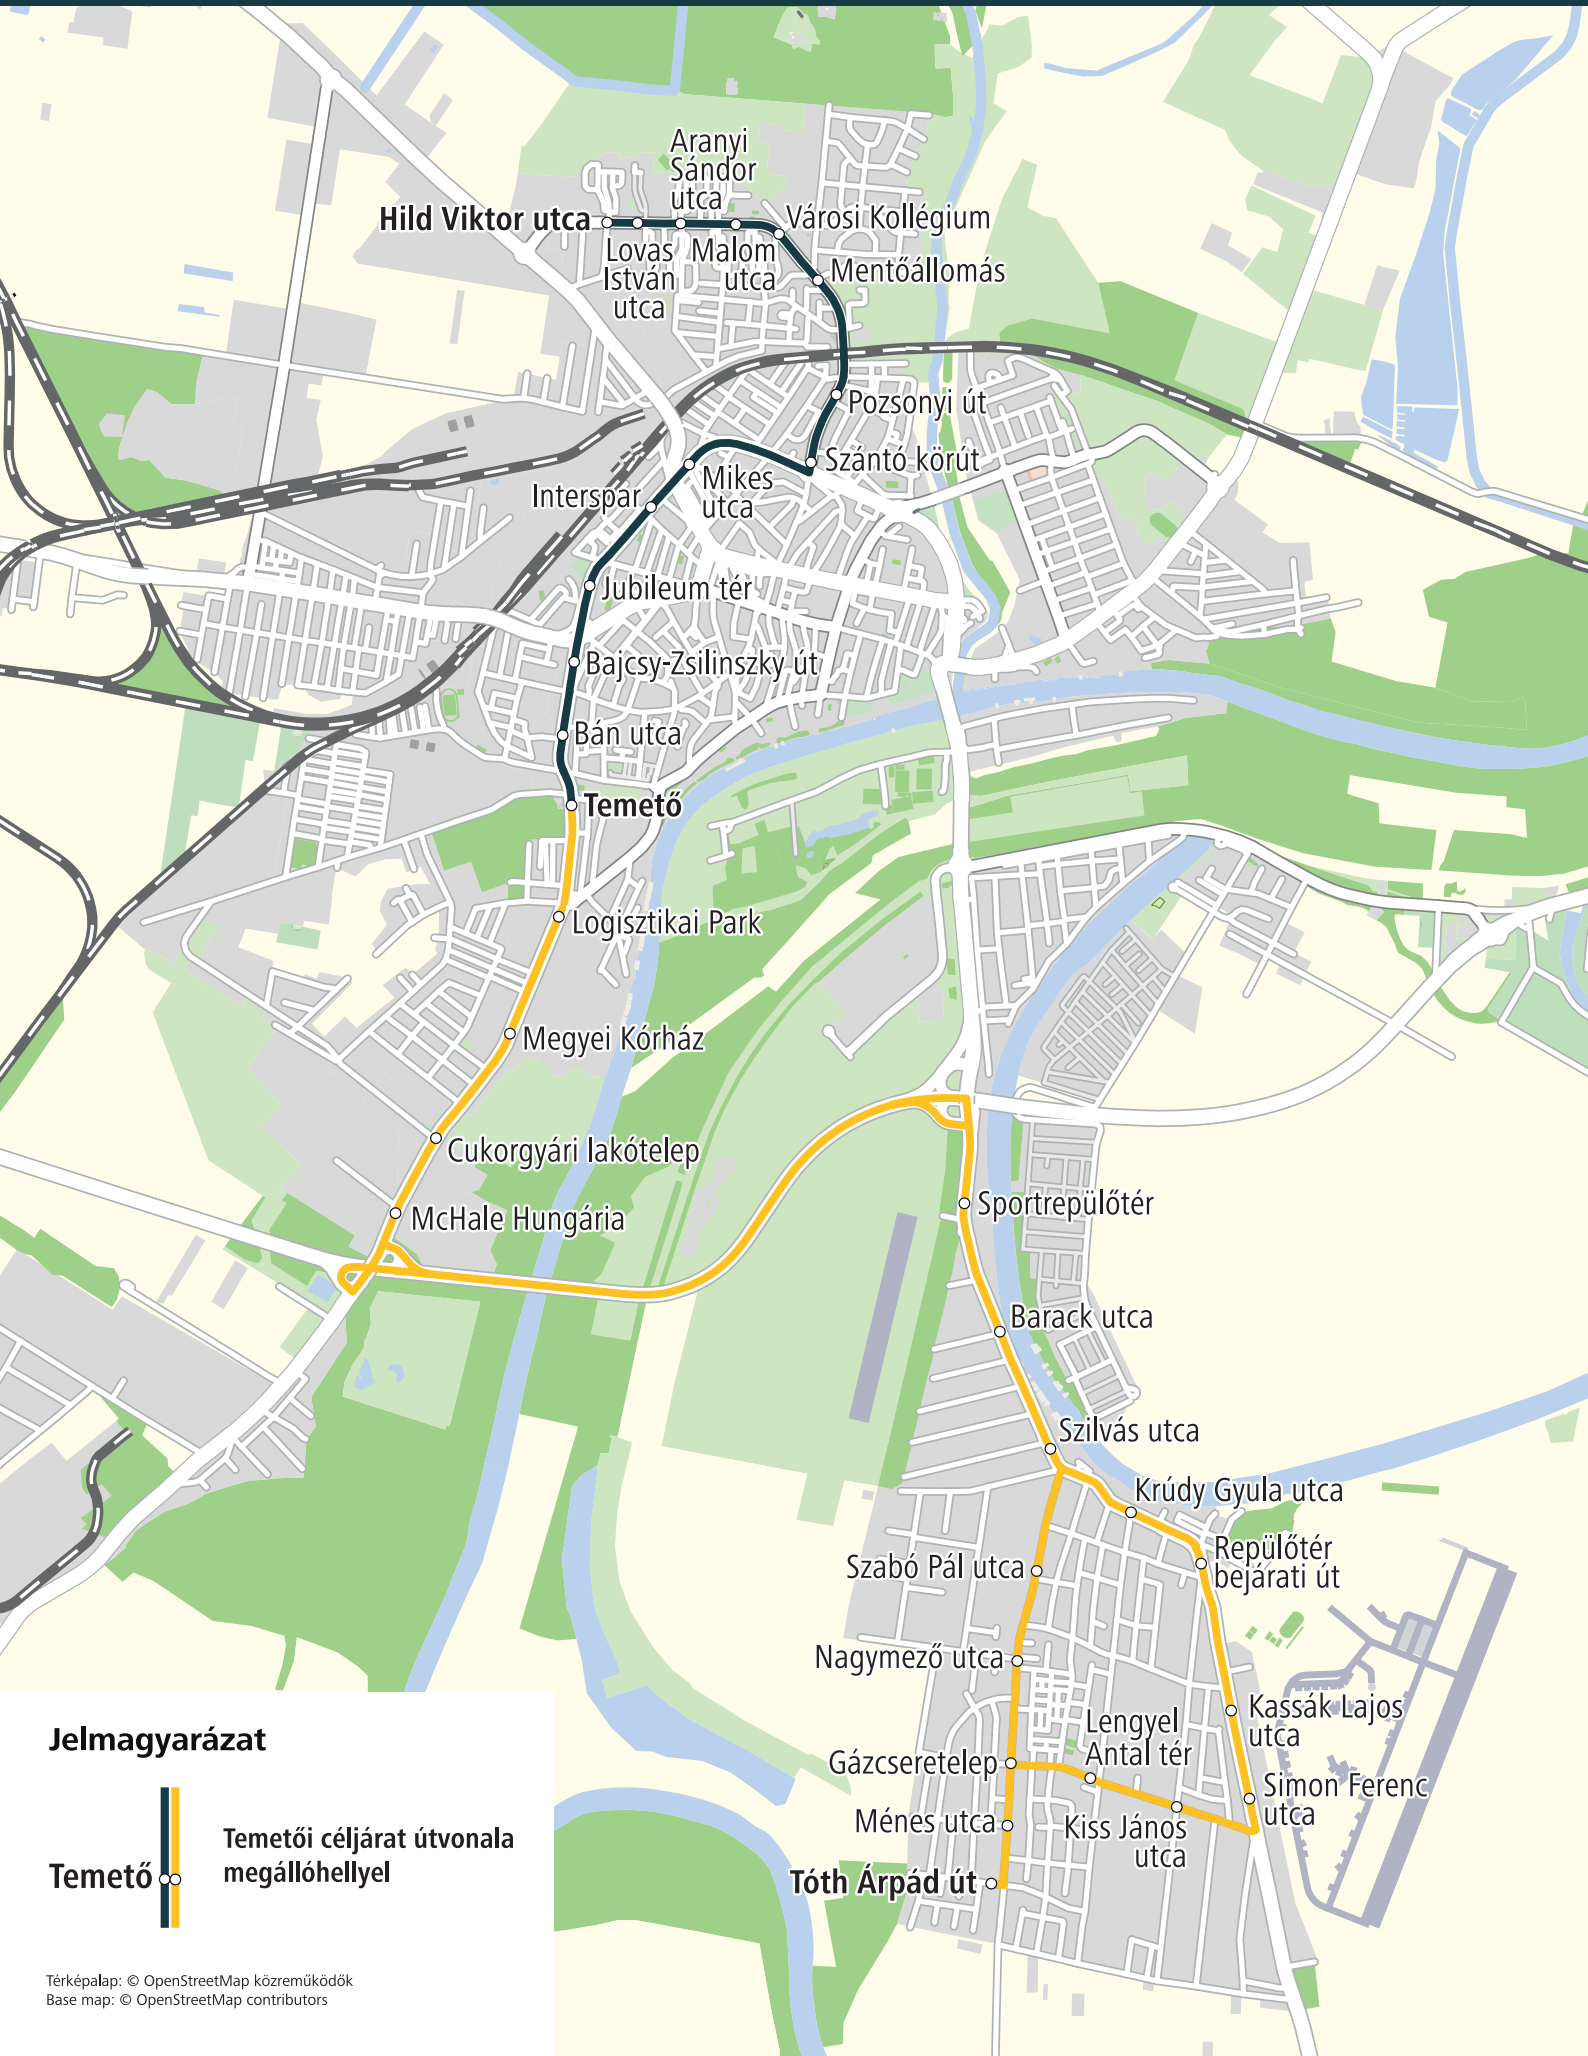 Aranyi
Sándor
utca
Hild Viktor utca
Városi Kollégium
Lovas
István
utca
Malom
utca
Mentőállomás
Pozsonyi út
Szántó körút
Mikes
utca
Interspar
Jubileum tér
Bajcsy-Zsilinszky út
Bán utca
Temető
Logisztikai Park
Megyei Kórház
Cukorgyári lakótelep
McHale Hungária
Sportrepülőtér
Barack utca
Szilvás utca
Krúdy Gyula utca
Repülőtér
bejárati út
Szabó Pál utca
Nagymező utca
Kassák Lajos
utca
Lengyel
Antal tér
Gázcseretelep
Simon Ferenc
utca
Ménes utca
Kiss János
utca
Tóth Árpád út
Jelmagyarázat
Temető
Temetői céljárat útvonala
megállóhellyel
Térképalap: © OpenStreetMap közreműködők
Base map: © OpenStreetMap contributors